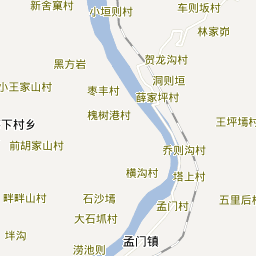 新舍窠村
小垣则村
车则坂村
林家峁
贺龙沟村
黑方岩
洞则垣
小王家山村
枣丰村
薛家坪村
槐树港村
下村乡
王坪墕村
前胡家山村
乔则沟村
横沟村
塔上村
畔畔山村
石沙墕
五里后村
孟门村
大石抓村
垪沟
孟门镇
涝池则